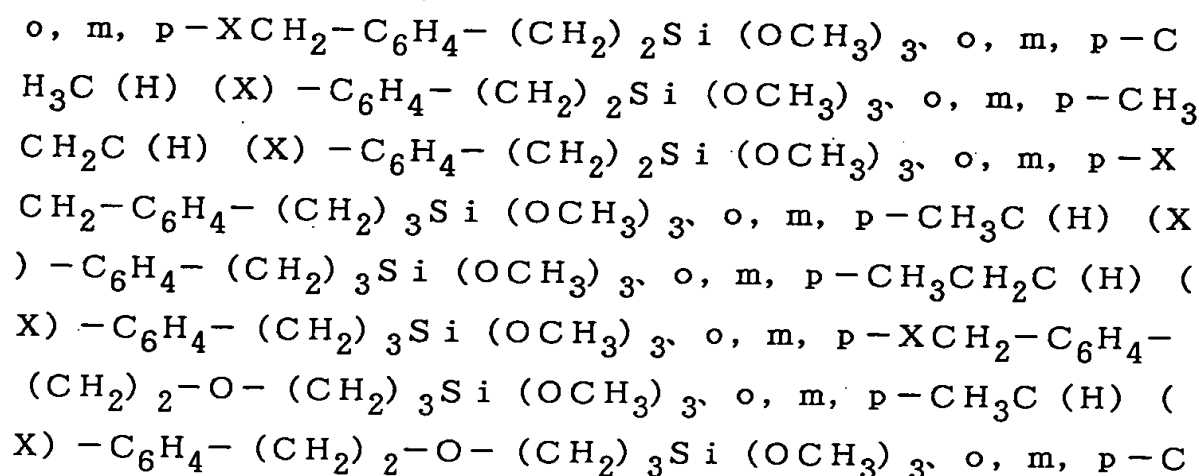 o, m, p－XCH₂－C₆H₄－ (CH₂) ₂Si (OCH₃) ₃、o, m, p－C
H₃C (H) (X) －C₆H₄－ (CH₂) ₂Si (OCH₃) ₃、o, m, p－CH₃
CH₂C (H) (X) －C₆H₄－ (CH₂) ₂Si (OCH₃) ₃、o, m, p－X
CH₂－C₆H₄－ (CH₂) ₃Si (OCH₃) ₃、o, m, p－CH₃C (H) (X
) －C₆H₄－ (CH₂) ₃Si (OCH₃) ₃、o, m, p－CH₃CH₂C (H) (
X) －C₆H₄－ (CH₂) ₃Si (OCH₃) ₃、o, m, p－XCH₂－C₆H₄－
(CH₂) ₂－O－ (CH₂) ₃Si (OCH₃) ₃、o, m, p－CH₃C (H) (
X) －C₆H₄－ (CH₂) ₂－O－ (CH₂) ₃Si (OCH₃) ₃、o, m, p－C